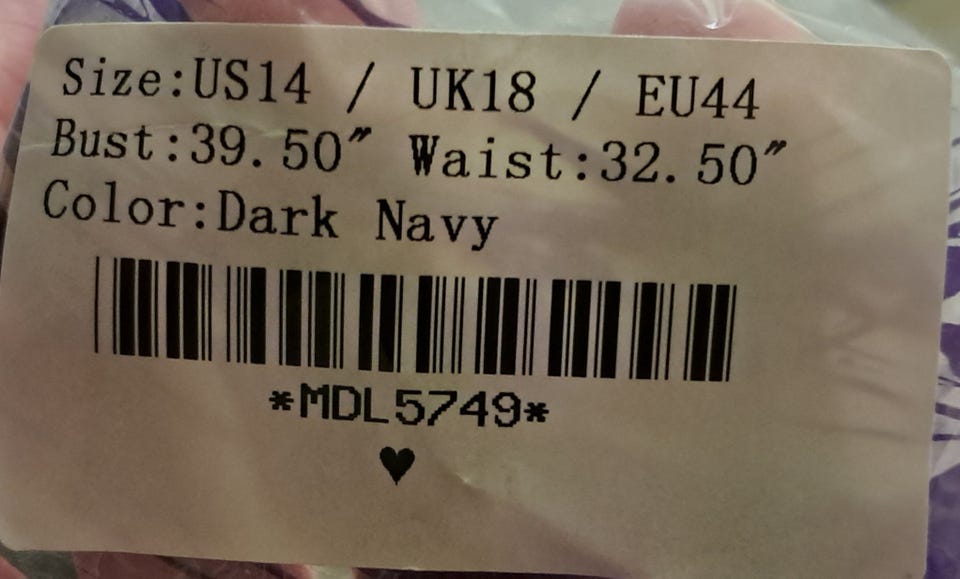 Size:US14 / UK18 / EU44
Bust:39.50″ Waist:32.50″
Color:Dark Navy
*MDL5749*
♥